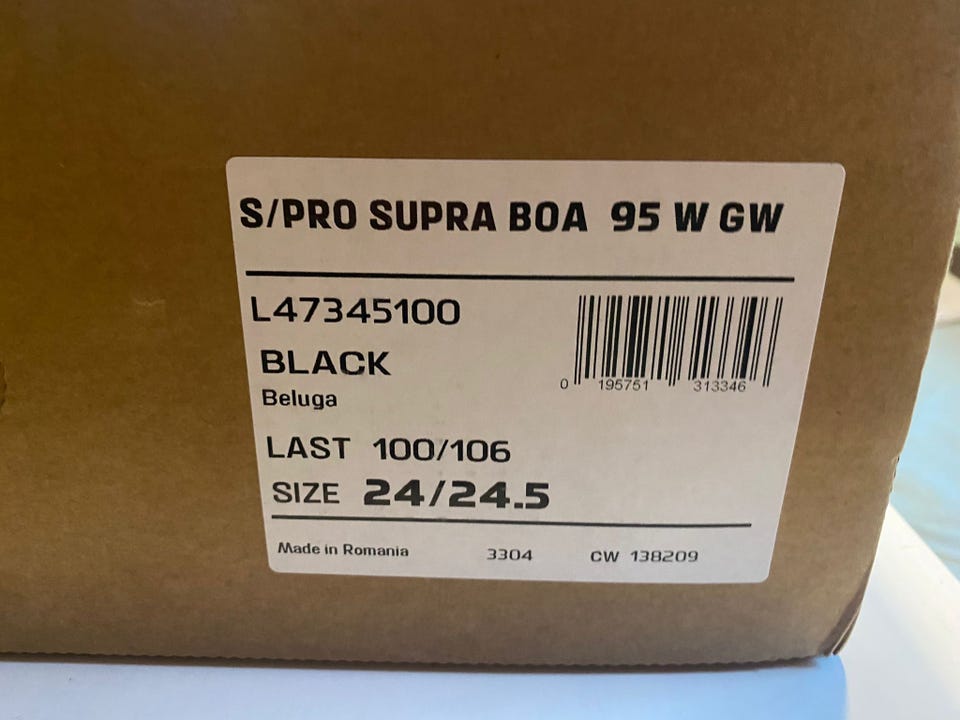 S/PRO SUPRA BOA 95 W GW
L47345100
BLACK
Beluga
0 195751 313346
LAST 100/106
SIZE 24/24.5
Made in Romania 3304 CW 138209